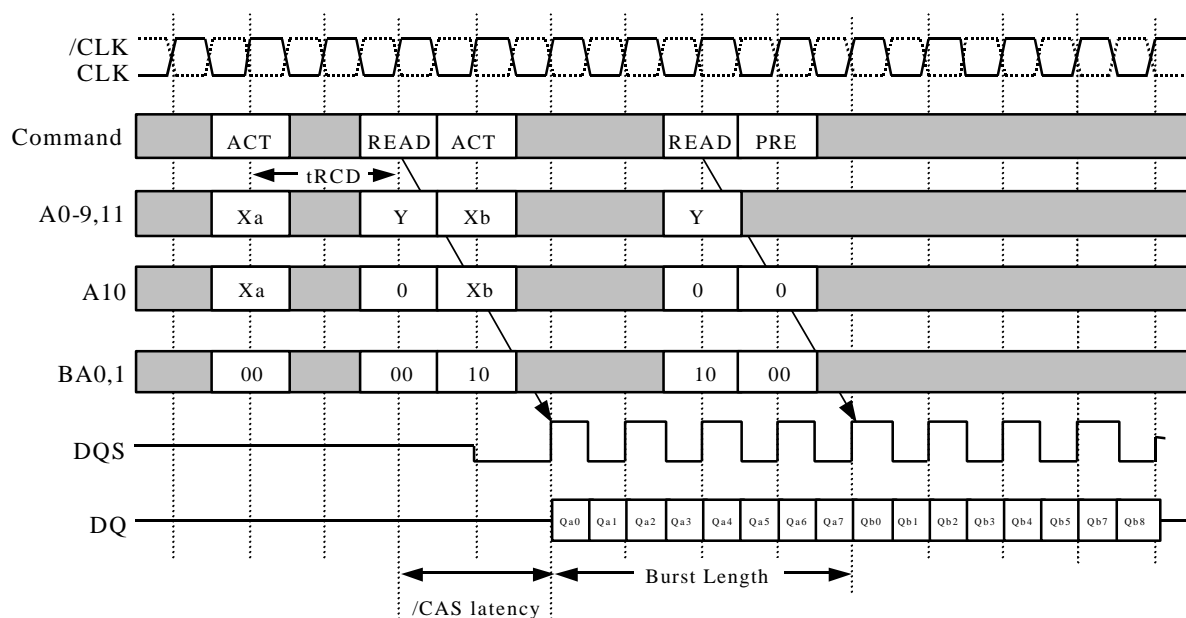 /CLK
CLK
Command ACT READ ACT READ PRE
tRCD
A0-9,11 Xa Y Xb Y
A10 Xa 0 Xb 0 0
BA0,1 00 00 10 10 00
DQS
DQ Qa0 Qa1 Qa2 Qa3 Qa4 Qa5 Qa6 Qa7 Qb0 Qb1 Qb2 Qb3 Qb4 Qb5 Qb7 Qb8
Burst Length
/CAS latency